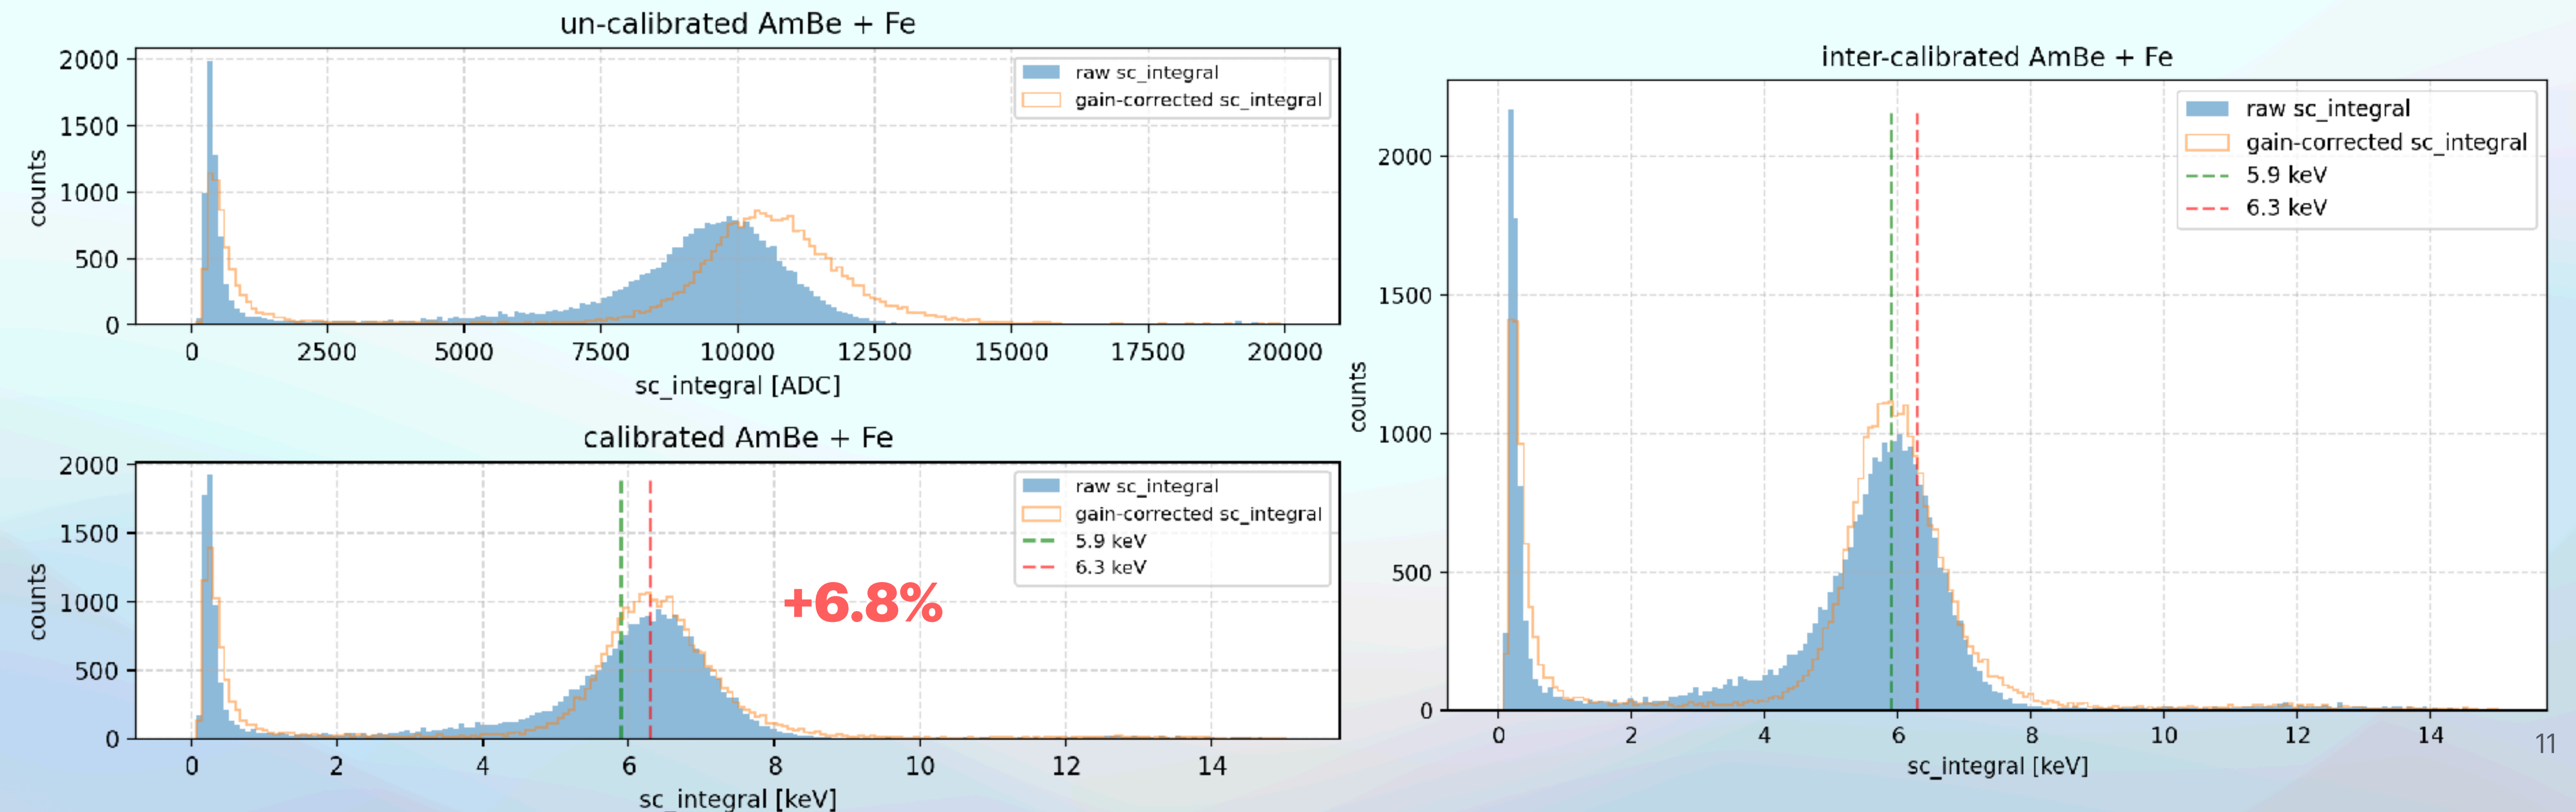 un-calibrated AmBe + Fe
2000
1500
1000
500
0
counts
raw sc_integral
gain-corrected sc_integral
0 2500 5000 7500 10000 12500 15000 17500 20000
sc_integral [ADC]
calibrated AmBe + Fe
2000
1500
1000
500
0
counts
raw sc_integral
gain-corrected sc_integral
5.9 keV
6.3 keV
+6.8%
0 2 4 6 8 10 12 14
sc_integral [keV]
inter-calibrated AmBe + Fe
2000
1500
1000
500
0
counts
raw sc_integral
gain-corrected sc_integral
5.9 keV
6.3 keV
0 2 4 6 8 10 12 14
sc_integral [keV]
11